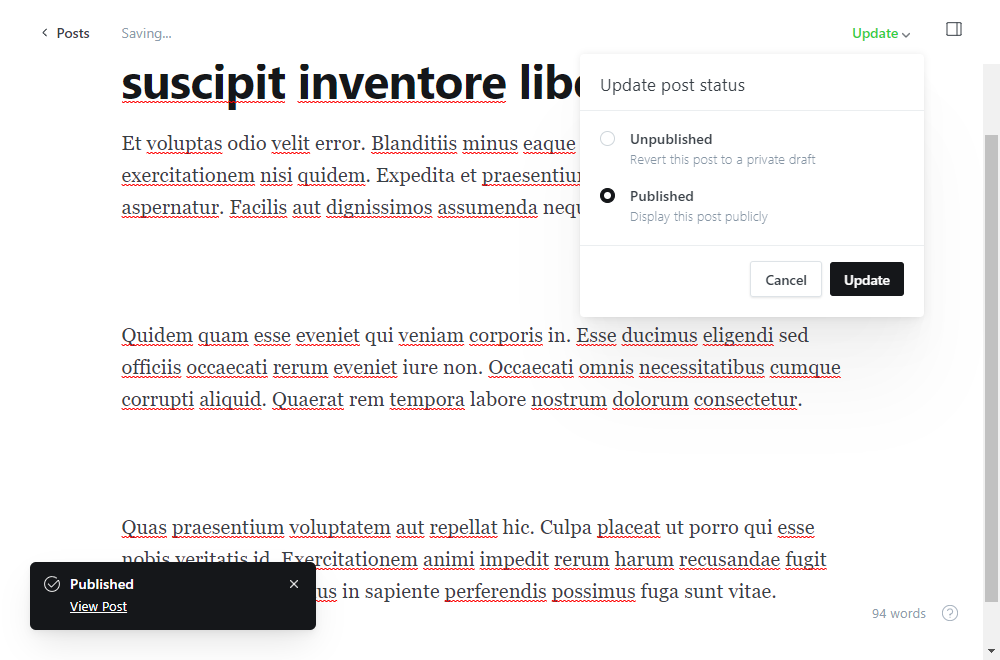 Posts
Saving...
Update
suscipit inventore
Update post status
Unpublished
Revert this post to a private draft
Published
Display this post publicly
Cancel
Update
Et voluptas odio velit error. Blanditiis minus eaque
exercitationem nisi quidem. Expedita et
aspernatur. Facilis aut dignissimos assumenda
Quidem quam esse eveniet qui veniam corporis in. Esse ducimus eligendi sed
officiis occaecati rerum eveniet iure non. Occaecati omnis necessitatibus cumque
corrupti aliquid. Quaerat rem tempora labore nostrum dolorum consectetur.
Quas praesentium voluptatem aut repellat hic. Culpa placeat ut porro qui esse
nobis veritatis id. Exercitationem animi impedit rerum harum recusandae fugit
in sapiente perferendis possimus fuga sunt vitae.
Published
View Post
94 words